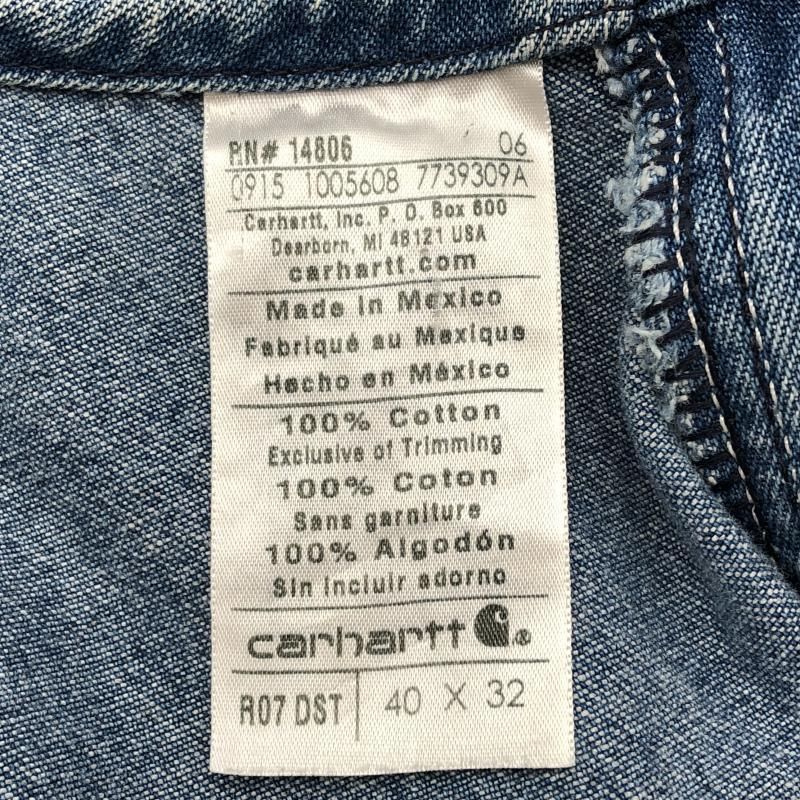 RN# 14806 06
0915 1005608 7739309A
Carhartt, Inc. P. O. Box 600
Dearborn, MI 48121 USA
carhartt.com
Made in Mexico
Fabriqué au Mexique
Hecho en México
100% Cotton
Exclusive of Trimming
100% Coton
Sans garniture
100% Algodón
Sin incluir adorno
carhartt ®
R07 DST 40 X 32